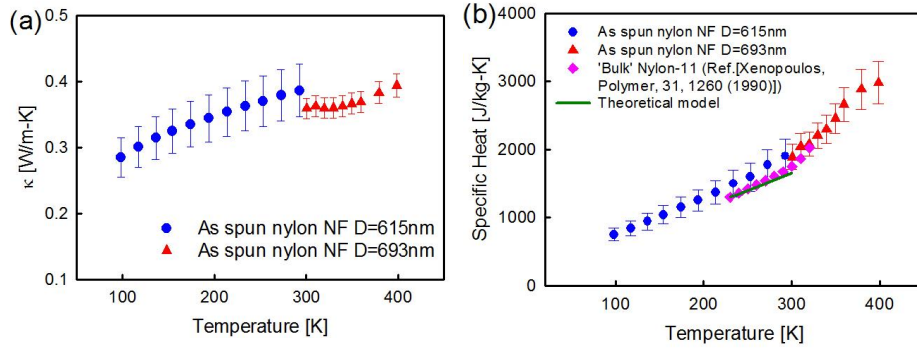 (a)
0.5
0.4
0.3
0.2
0.1
κ [W/m-K]
As spun nylon NF D=615nm
As spun nylon NF D=693nm
100
200
300
400
Temperature [K]
(b)
4000
3000
2000
1000
0
Specific Heat [J/kg-K]
As spun nylon NF D=615nm
As spun nylon NF D=693nm
'Bulk' Nylon-11 (Ref.[Xenopoulos,
Polymer, 31, 1260 (1990)])
Theoretical model
100
200
300
400
Temperature [K]